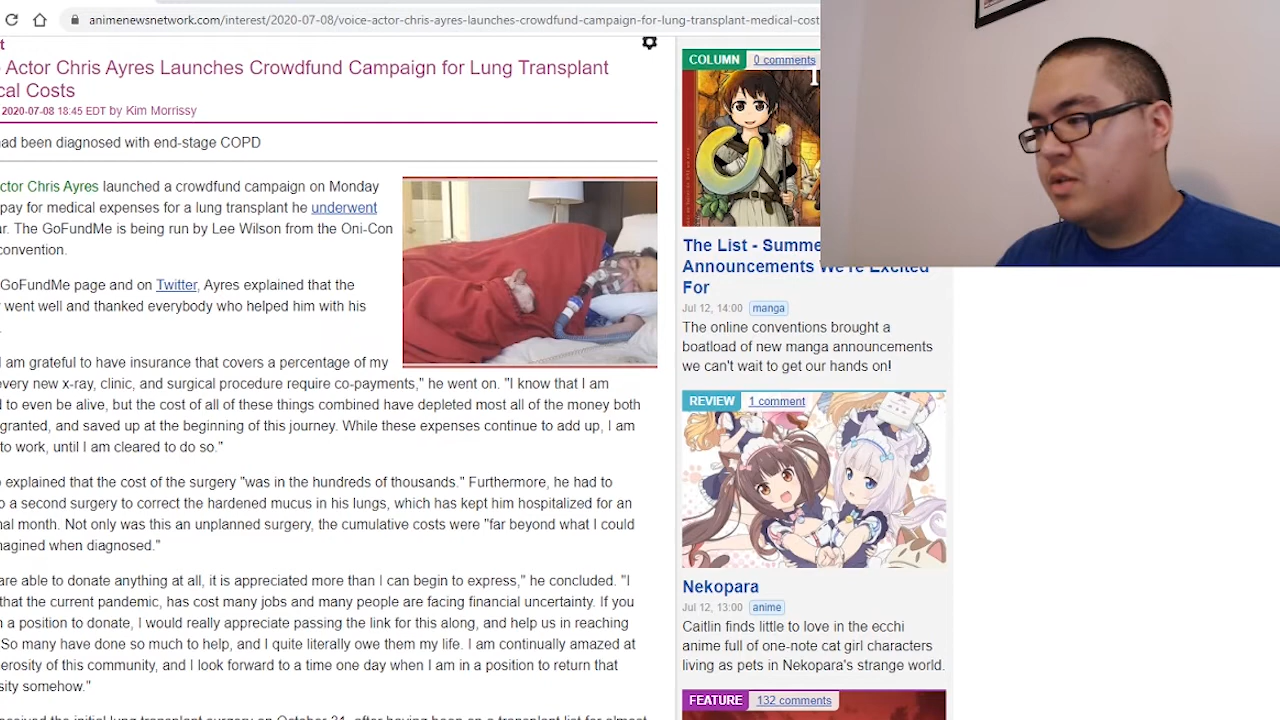 animenewsnetwork.com/interest/2020-07-08/voice-actor-chris-ayres-launches-crowdfund-campaign-for-lung-transplant-medical-cost
t
Actor Chris Ayres Launches Crowdfund Campaign for Lung Transplant
cal Costs
2020-07-08 18:45 EDT by Kim Morrissy
ad been diagnosed with end-stage COPD
ctor Chris Ayres launched a crowdfund campaign on Monday
pay for medical expenses for a lung transplant he underwent
r. The GoFundMe is being run by Lee Wilson from the Oni-Con
convention.
GoFundMe page and on Twitter, Ayres explained that the
went well and thanked everybody who helped him with his
.
I am grateful to have insurance that covers a percentage of my
every new x-ray, clinic, and surgical procedure require co-payments," he went on. "I know that I am
d to even be alive, but the cost of all of these things combined have depleted most all of the money both
granted, and saved up at the beginning of this journey. While these expenses continue to add up, I am
to work, until I am cleared to do so."
explained that the cost of the surgery "was in the hundreds of thousands." Furthermore, he had to
o a second surgery to correct the hardened mucus in his lungs, which has kept him hospitalized for an
nal month. Not only was this an unplanned surgery, the cumulative costs were "far beyond what I could
magined when diagnosed."
are able to donate anything at all, it is appreciated more than I can begin to express," he concluded. "I
that the current pandemic, has cost many jobs and many people are facing financial uncertainty. If you
n a position to donate, I would really appreciate passing the link for this along, and help us in reaching
So many have done so much to help, and I quite literally owe them my life. I am continually amazed at
erosity of this community, and I look forward to a time one day when I am in a position to return that
sity somehow."
COLUMN 0 comments
The List - Summe
Announcements We're Excited
For
Jul 12, 14:00 manga
The online conventions brought a
boatload of new manga announcements
we can't wait to get our hands on!
REVIEW 1 comment
Nekopara
Jul 12, 13:00 anime
Caitlin finds little to love in the ecchi
anime full of one-note cat girl characters
living as pets in Nekopara's strange world.
FEATURE 132 comments